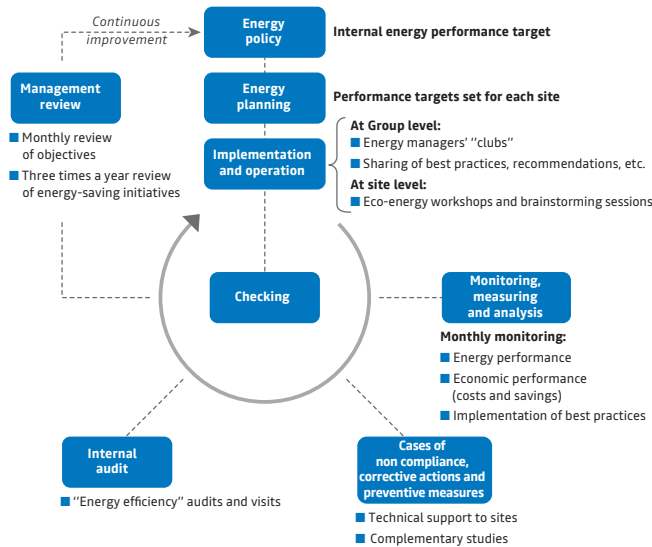 Continuous
improvement
Energy
policy
Internal energy performance target
Management
review
■ Monthly review
of objectives
■ Three times a year review
of energy-saving initiatives
Energy
planning
Performance targets set for each site
Implementation
and operation
At Group level:
■ Energy managers' "clubs"
■ Sharing of best practices, recommendations, etc.
At site level:
■ Eco-energy workshops and brainstorming sessions
Checking
Monitoring,
measuring
and analysis
Monthly monitoring:
■ Energy performance
■ Economic performance
(costs and savings)
■ Implementation of best practices
Internal
audit
■ "Energy efficiency" audits and visits
Cases of
non compliance,
corrective actions and
preventive measures
■ Technical support to sites
■ Complementary studies